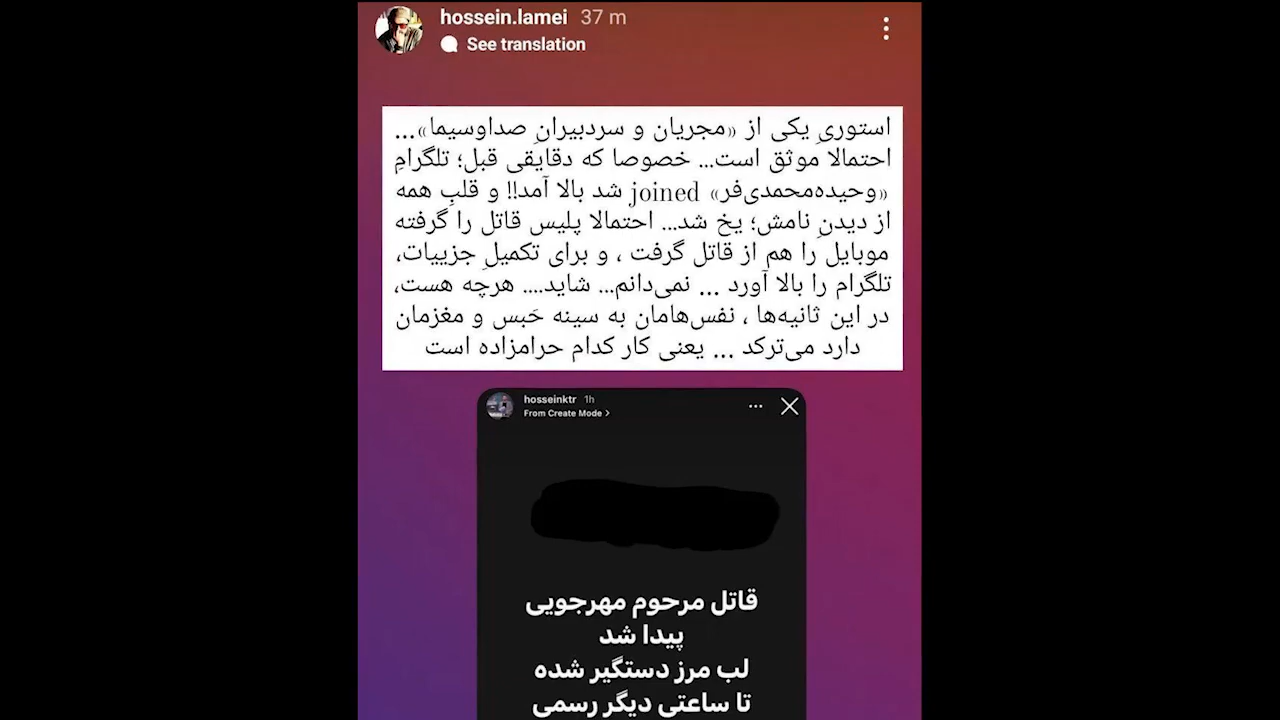 hossein.lamei 37 m
See translation
استوریِ یکی از «مجریان و سردبیرانِ صداوسیما»...
احتمالا موثق است... خصوصا که دقایقی قبل؛ تلگرامِ
«وحیده‌محمدی‌فر» joined شد بالا آمد!! و قلبِ همه
از دیدنِ نامش؛ یخ شد... احتمالا پلیس قاتل را گرفته
موبایل را هم از قاتل گرفت ، و برای تکمیلِ جزییات،
تلگرام را بالا آورد ... نمی‌دانم... شاید.... هرچه هست،
در این ثانیه‌ها ، نفس‌هامان به سینه حَبس و مغزمان
دارد می‌ترکد ... یعنی کار کدام حرامزاده است
hosseinktr 1h
From Create Mode >
قاتل مرحوم مهرجویی
پیدا شد
لب مرز دستگیر شده
تا ساعتی دیگر رسمی